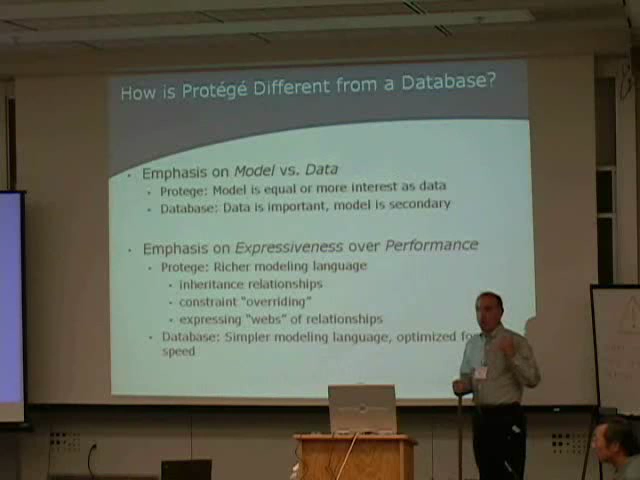 How is Protégé Different from a Database?
Emphasis on Model vs. Data
Protege: Model is equal or more interest as data
Database: Data is important, model is secondary
Emphasis on Expressiveness over Performance
Protege: Richer modeling language
inheritance relationships
constraint "overriding"
expressing "webs" of relationships
Database: Simpler modeling language, optimized fo
speed